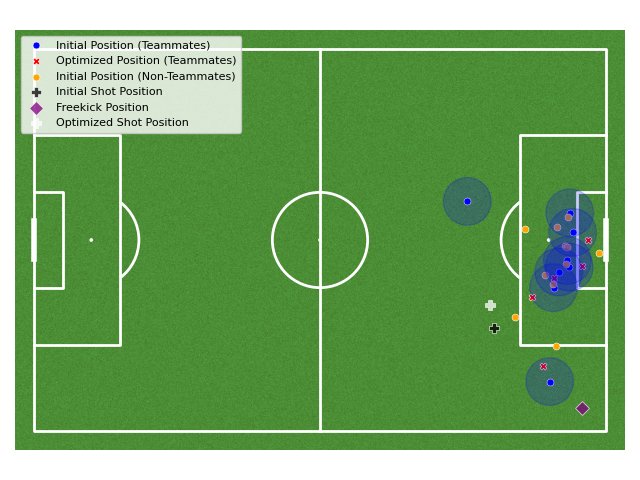 Initial Position (Teammates)
Optimized Position (Teammates)
Initial Position (Non-Teammates)
Initial Shot Position
Freekick Position
Optimized Shot Position